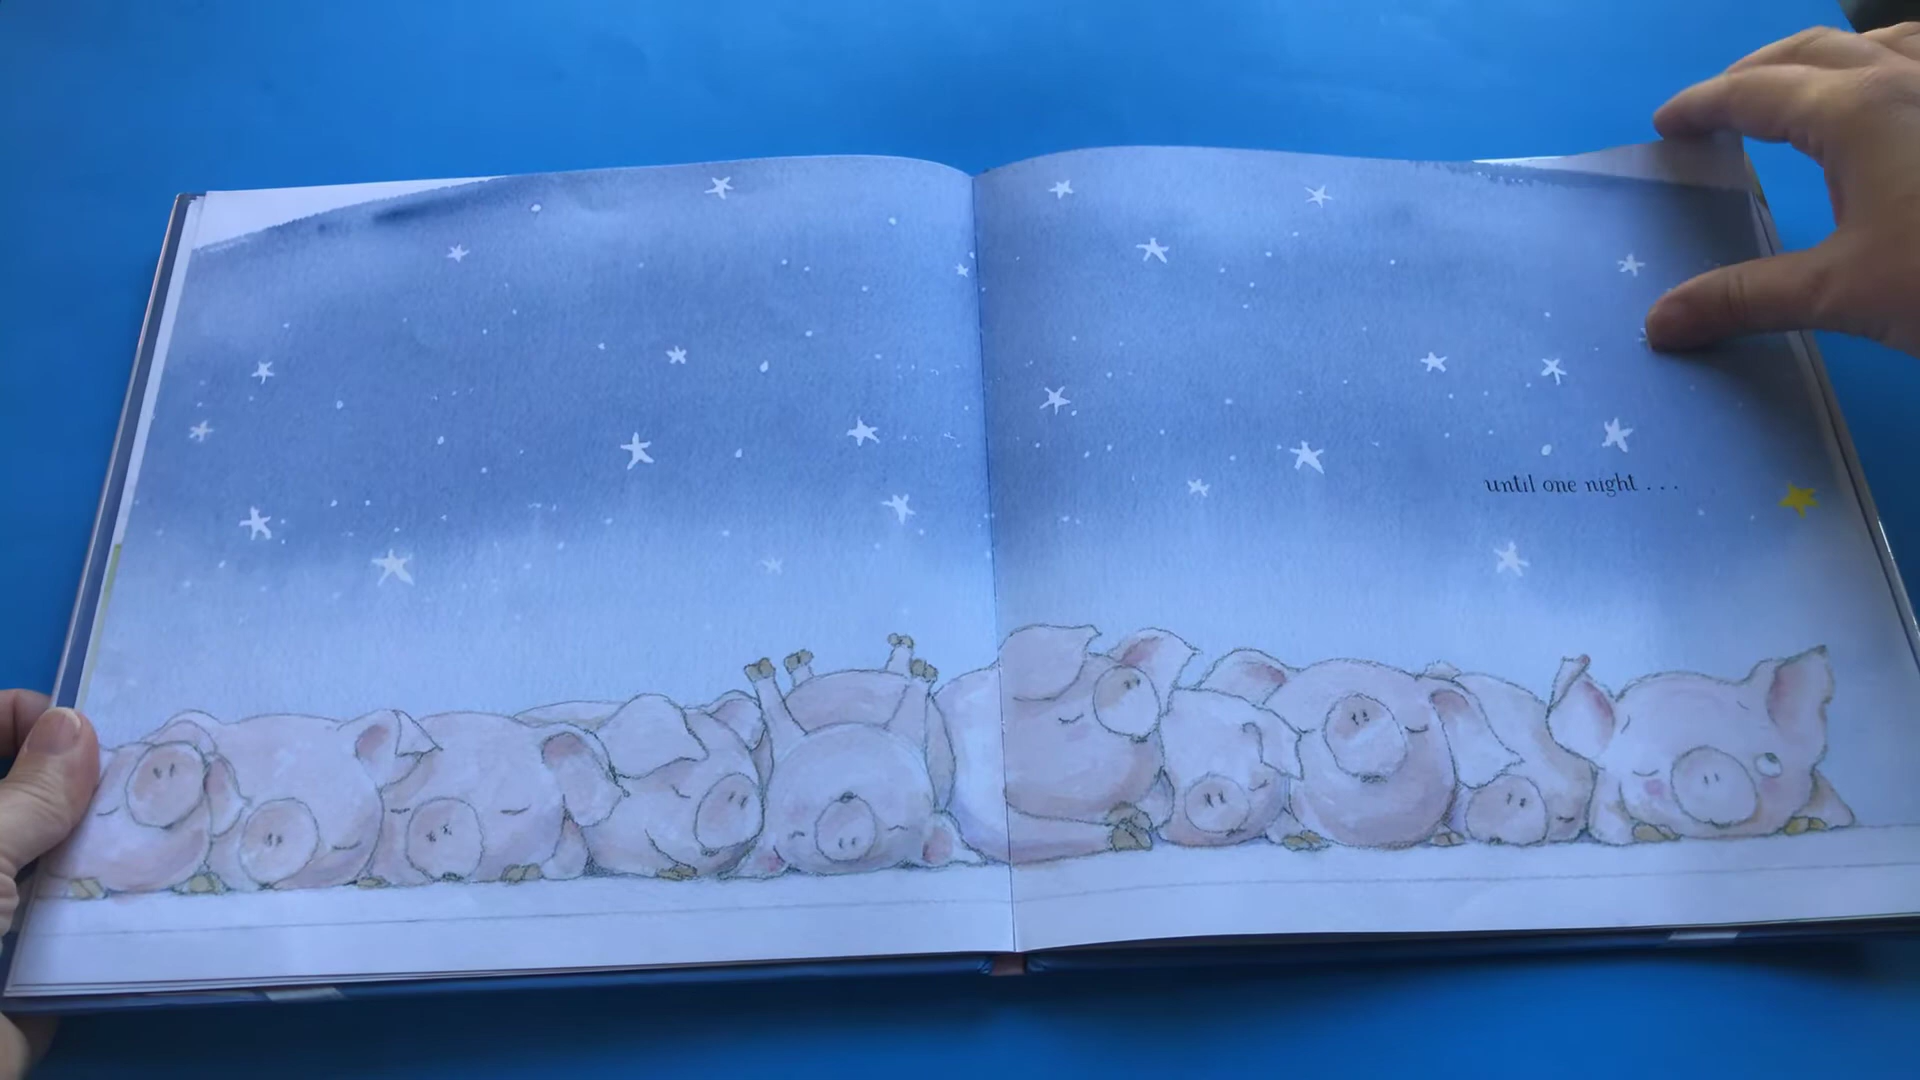 until one night . . .